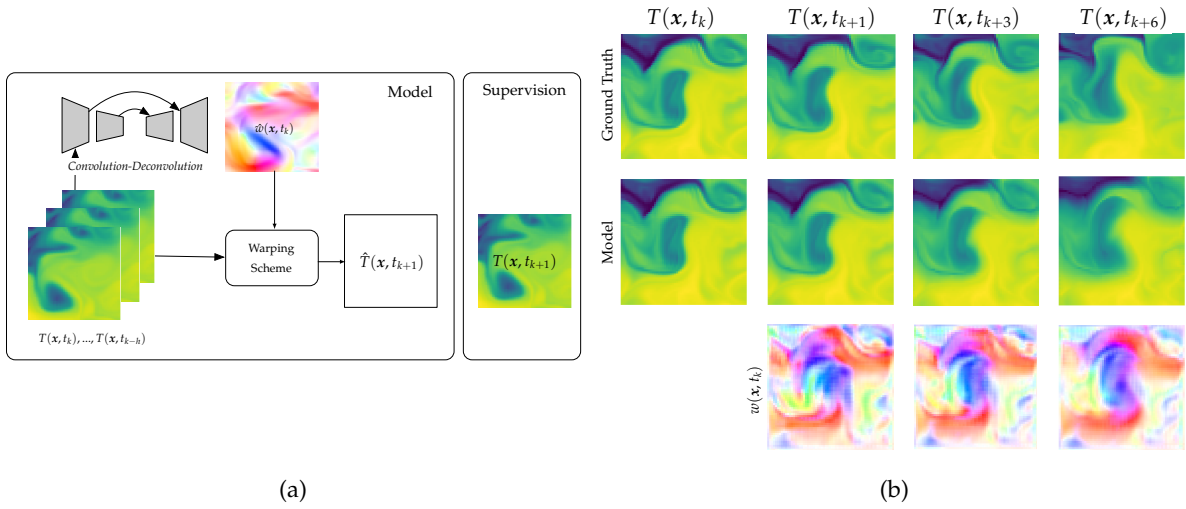 Model
Supervision
ŵ(x, t_k)
Convolution-Deconvolution
Warping
Scheme
T̂(x, t_{k+1})
T(x, t_{k+1})
T(x, t_k), ..., T(x, t_{k−h})
(a)
T(x, t_k) T(x, t_{k+1}) T(x, t_{k+3}) T(x, t_{k+6})
Ground Truth
Model
w(x, t_k)
(b)